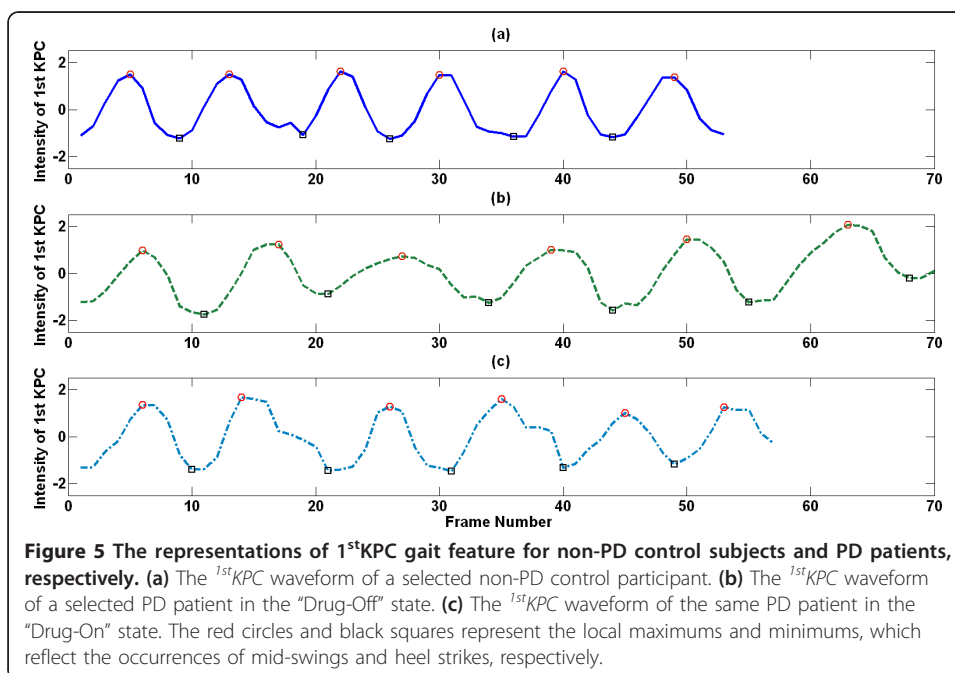 (a)
Intensity of 1st KPC
2
0
-2
0 10 20 30 40 50 60 70
(b)
Intensity of 1st KPC
2
0
-2
0 10 20 30 40 50 60 70
(c)
Intensity of 1st KPC
2
0
-2
0 10 20 30 40 50 60 70
Frame Number
Figure 5 The representations of 1stKPC gait feature for non-PD control subjects and PD patients,
respectively. (a) The 1stKPC waveform of a selected non-PD control participant. (b) The 1stKPC waveform
of a selected PD patient in the “Drug-Off” state. (c) The 1stKPC waveform of the same PD patient in the
“Drug-On” state. The red circles and black squares represent the local maximums and minimums, which
reflect the occurrences of mid-swings and heel strikes, respectively.